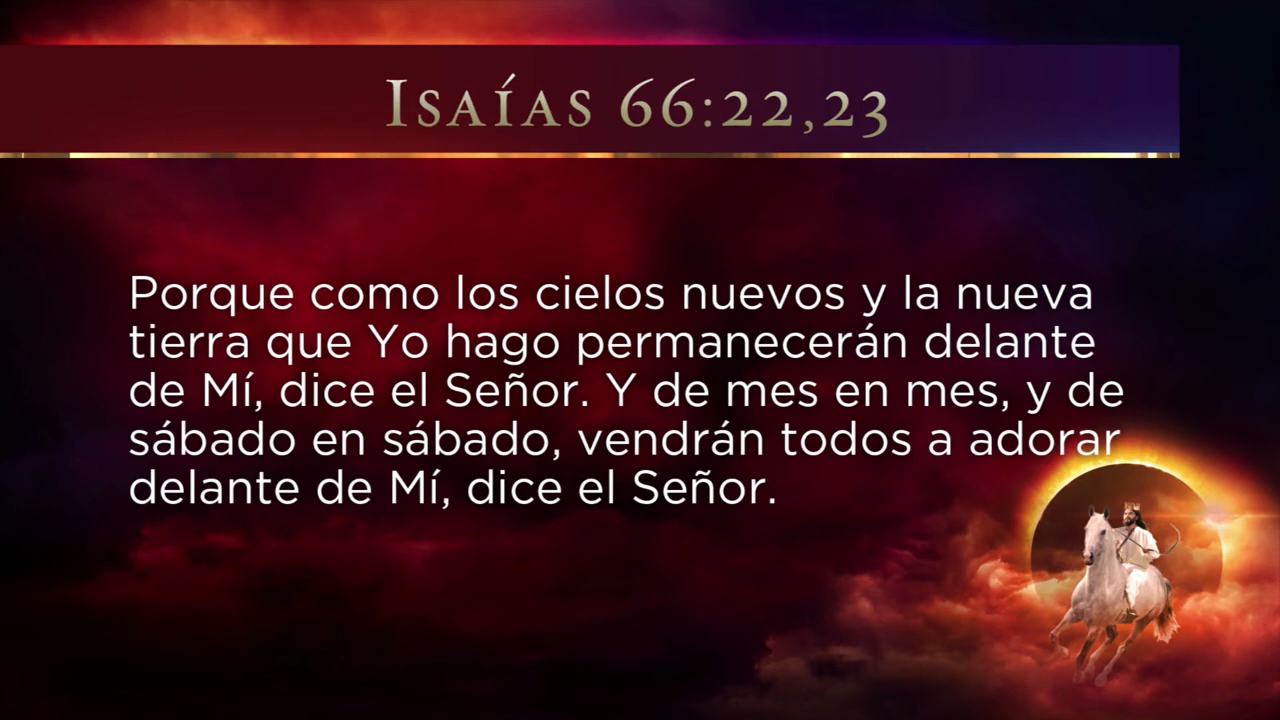 Isaías 66:22,23
Porque como los cielos nuevos y la nueva
tierra que Yo hago permanecerán delante
de Mí, dice el Señor. Y de mes en mes, y de
sábado en sábado, vendrán todos a adorar
delante de Mí, dice el Señor.